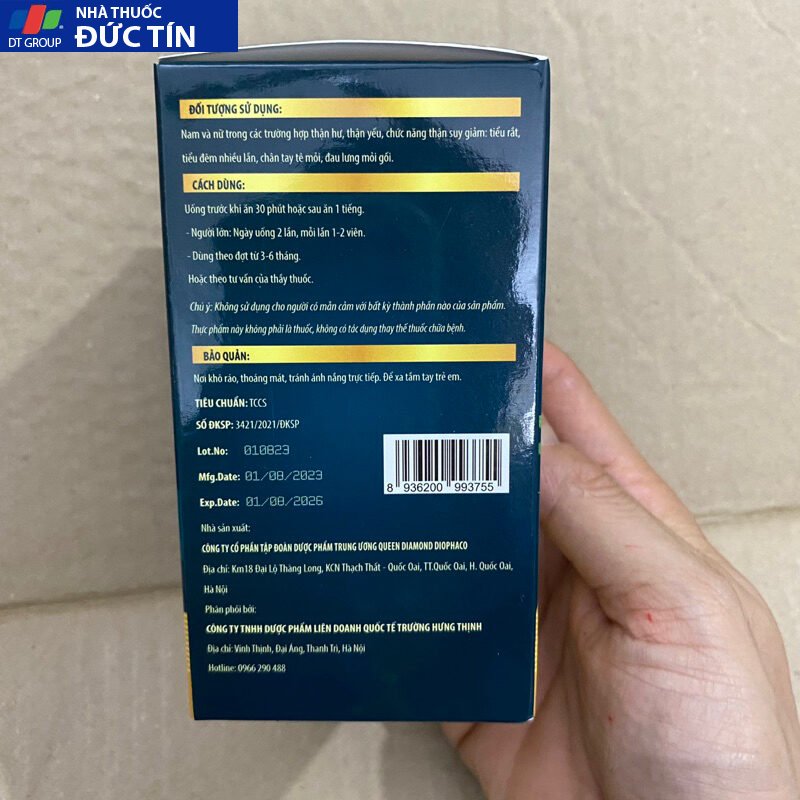 DT GROUP
NHÀ THUỐC
ĐỨC TÍN
ĐỐI TƯỢNG SỬ DỤNG:
Nam và nữ trong các trường hợp thận hư, thận yếu, chức năng thận suy giảm: tiểu rắt,
tiểu đêm nhiều lần, chân tay tê mỏi, đau lưng mỏi gối.
CÁCH DÙNG:
Uống trước khi ăn 30 phút hoặc sau ăn 1 tiếng.
- Người lớn: Ngày uống 2 lần, mỗi lần 1-2 viên.
- Dùng theo đợt từ 3-6 tháng.
Hoặc theo tư vấn của thầy thuốc.
Chú ý: Không sử dụng cho người có mẫn cảm với bất kỳ thành phần nào của sản phẩm.
Thực phẩm này không phải là thuốc, không có tác dụng thay thế thuốc chữa bệnh.
BẢO QUẢN:
Nơi khô ráo, thoáng mát, tránh ánh nắng trực tiếp. Để xa tầm tay trẻ em.
TIÊU CHUẨN: TCCS
SỐ ĐKSP: 3421/2021/ĐKSP
Lot.No: 010823
Mfg.Date: 01/08/2023
Exp.Date: 01/08/2026
8 936200 993755
Nhà sản xuất:
CÔNG TY CỔ PHẦN TẬP ĐOÀN DƯỢC PHẨM TRUNG ƯƠNG QUEEN DIAMOND DIOPHACO
Địa chỉ: Km18 Đại Lộ Thăng Long, KCN Thạch Thất - Quốc Oai, TT.Quốc Oai, H. Quốc Oai,
Hà Nội
Phân phối bởi:
CÔNG TY TNHH DƯỢC PHẨM LIÊN DOANH QUỐC TẾ TRƯỜNG HƯNG THỊNH
Địa chỉ: Vĩnh Thịnh, Đại Áng, Thanh Trì, Hà Nội
Hotline: 0966 290 488